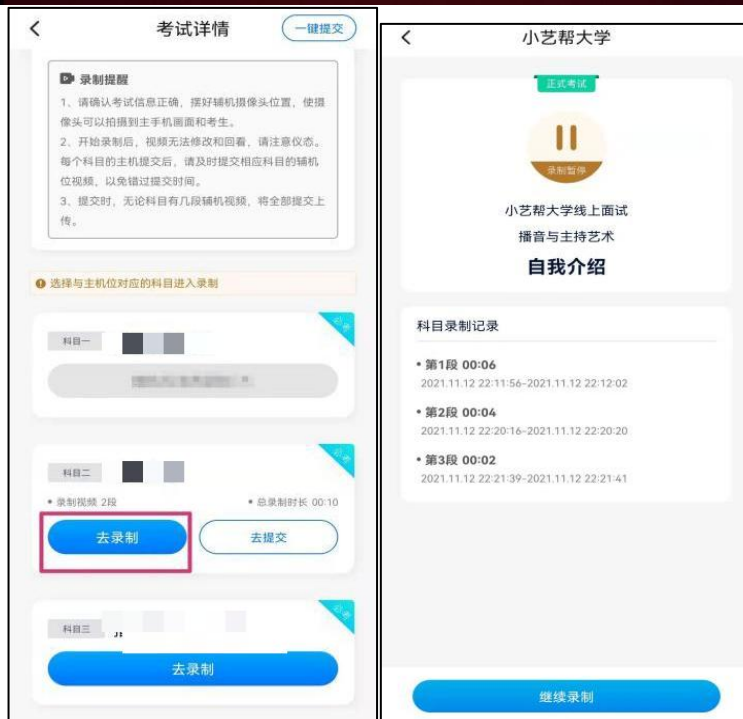 考试详情
一键提交
录制提醒
1、请确认考试信息正确，摆好辅机摄像头位置，使摄
像头可以拍摄到主手机画面和考生。
2、开始录制后，视频无法修改和回看，请注意仪态。
每个科目的主机提交后，请及时提交相应科目的辅机
位视频，以免错过提交时间。
3、提交时，无论科目有几段辅机视频，将全部提交上
传。
选择与主机位对应的科目进入录制
必考
科目一
必考
科目二
• 录制视频 2段
• 总录制时长 00:10
去录制
去提交
必考
科目三
去录制
小艺帮大学
正式考试
录制暂停
小艺帮大学线上面试
播音与主持艺术
自我介绍
科目录制记录
• 第1段 00:06
2021.11.12 22:11:56-2021.11.12 22:12:02
• 第2段 00:04
2021.11.12 22:20:16-2021.11.12 22:20:20
• 第3段 00:02
2021.11.12 22:21:39-2021.11.12 22:21:41
继续录制